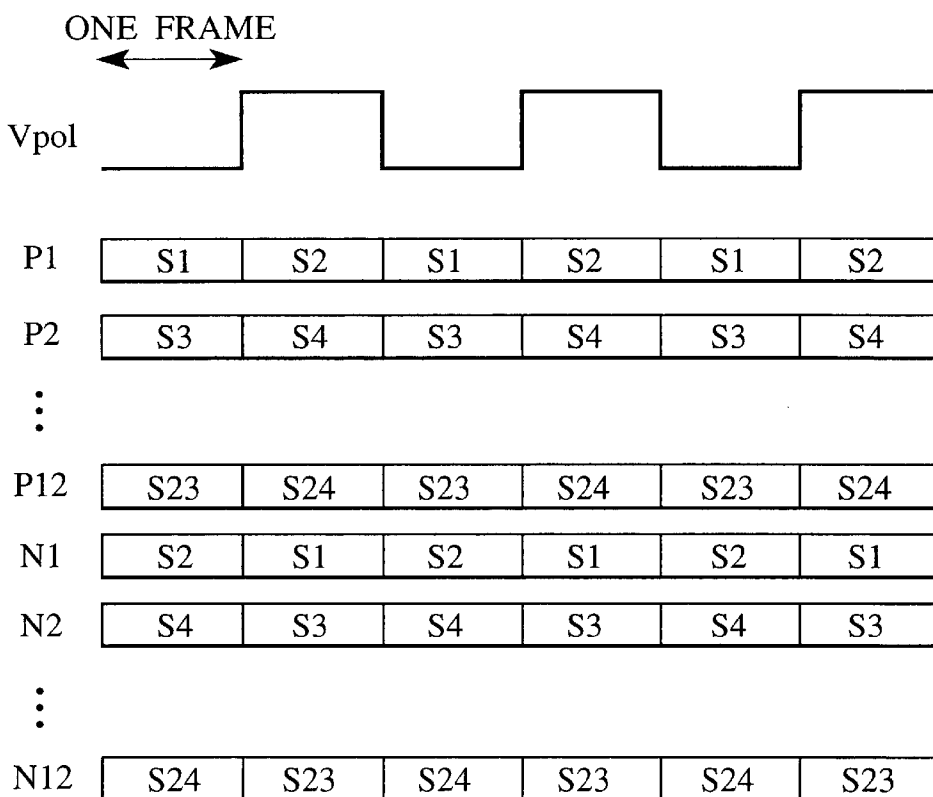 ONE FRAME
Vpol
P1 S1 S2 S1 S2 S1 S2
P2 S3 S4 S3 S4 S3 S4
P12 S23 S24 S23 S24 S23 S24
N1 S2 S1 S2 S1 S2 S1
N2 S4 S3 S4 S3 S4 S3
N12 S24 S23 S24 S23 S24 S23